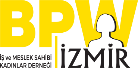 BPW
İŞ ve MESLEK SAHİBİ
KADINLAR DERNEĞİ
İZMİR